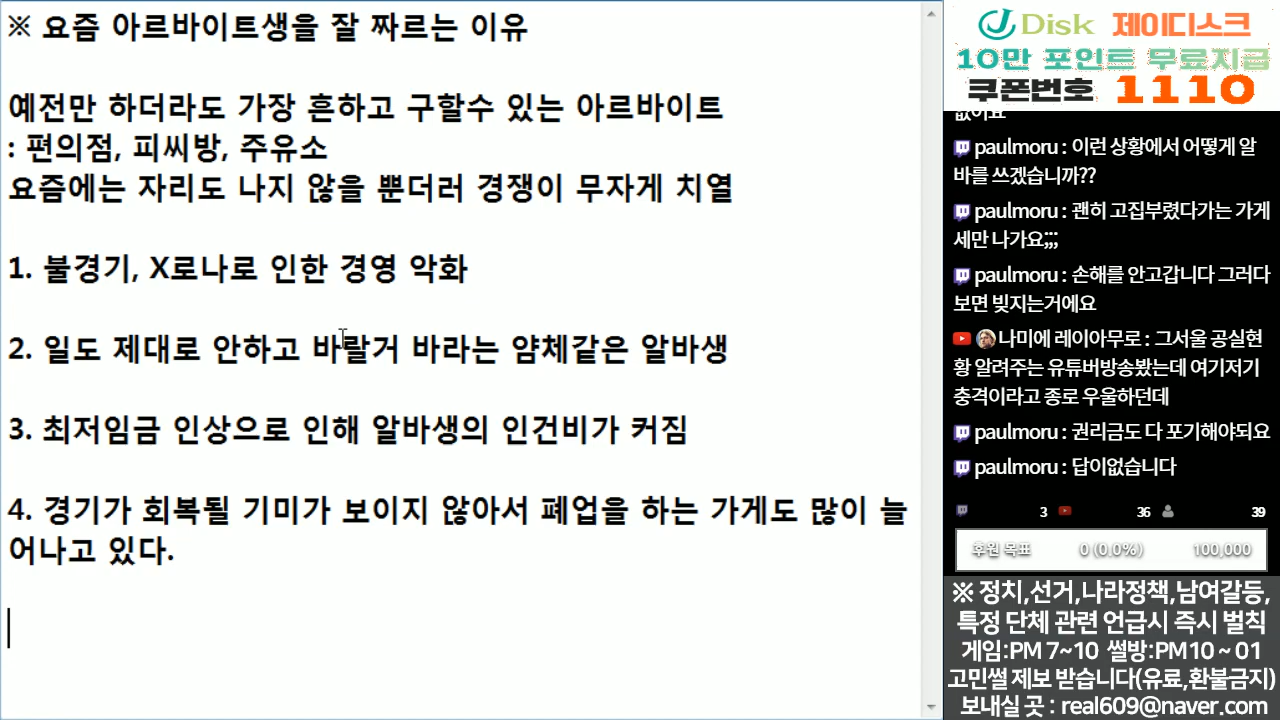 ※ 요즘 아르바이트생을 잘 짜르는 이유
예전만 하더라도 가장 흔하고 구할수 있는 아르바이트
: 편의점, 피씨방, 주유소
요즘에는 자리도 나지 않을 뿐더러 경쟁이 무자게 치열
1. 불경기, X로나로 인한 경영 악화
2. 일도 제대로 안하고 바랄거 바라는 얌체같은 알바생
3. 최저임금 인상으로 인해 알바생의 인건비가 커짐
4. 경기가 회복될 기미가 보이지 않아서 폐업을 하는 가게도 많이 늘
어나고 있다.
Disk 제이디스크
10만 포인트 무료지급
쿠폰번호 1110
없어요
paulmoru : 이런 상황에서 어떻게 알
바를 쓰겠습니까??
paulmoru : 괜히 고집부렸다가는 가게
세만 나가요;;;
paulmoru : 손해를 안고갑니다 그러다
보면 빚지는거에요
나미에 레이아무로 : 그서울 공실현
황 알려주는 유튜버방송봤는데 여기저기
충격이라고 종로 우울하던데
paulmoru : 권리금도 다 포기해야되요
paulmoru : 답이없습니다
3 36 39
후원 목표 0 (0.0%) 100,000
※ 정치,선거,나라정책,남여갈등,
특정 단체 관련 언급시 즉시 벌칙
게임:PM 7~10 썰방:PM10 ~ 01
고민썰 제보 받습니다(유료,환불금지)
보내실 곳 : real609@naver.com